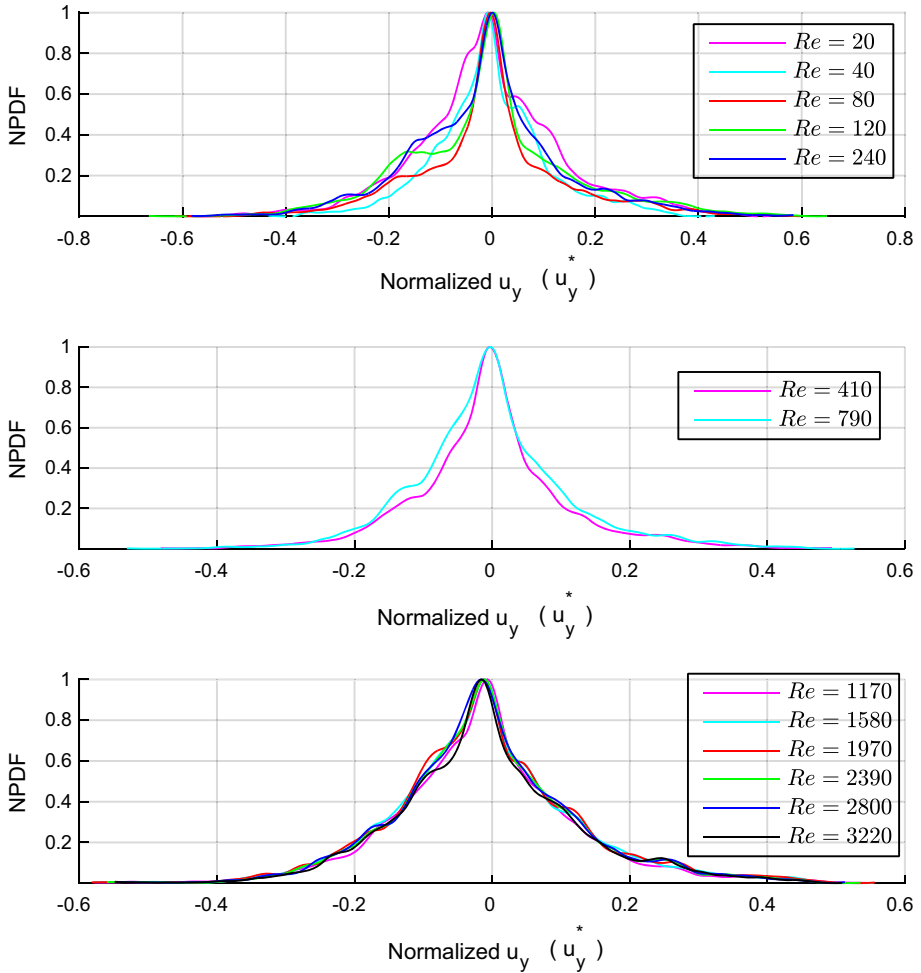 NPDF
1
0.8
0.6
0.4
0.2
-0.8 -0.6 -0.4 -0.2 0 0.2 0.4 0.6 0.8
Normalized u_y ( u_y^* )
Re = 20
Re = 40
Re = 80
Re = 120
Re = 240
NPDF
1
0.8
0.6
0.4
0.2
-0.6 -0.4 -0.2 0 0.2 0.4 0.6
Normalized u_y ( u_y^* )
Re = 410
Re = 790
NPDF
1
0.8
0.6
0.4
0.2
-0.6 -0.4 -0.2 0 0.2 0.4 0.6
Normalized u_y ( u_y^* )
Re = 1170
Re = 1580
Re = 1970
Re = 2390
Re = 2800
Re = 3220